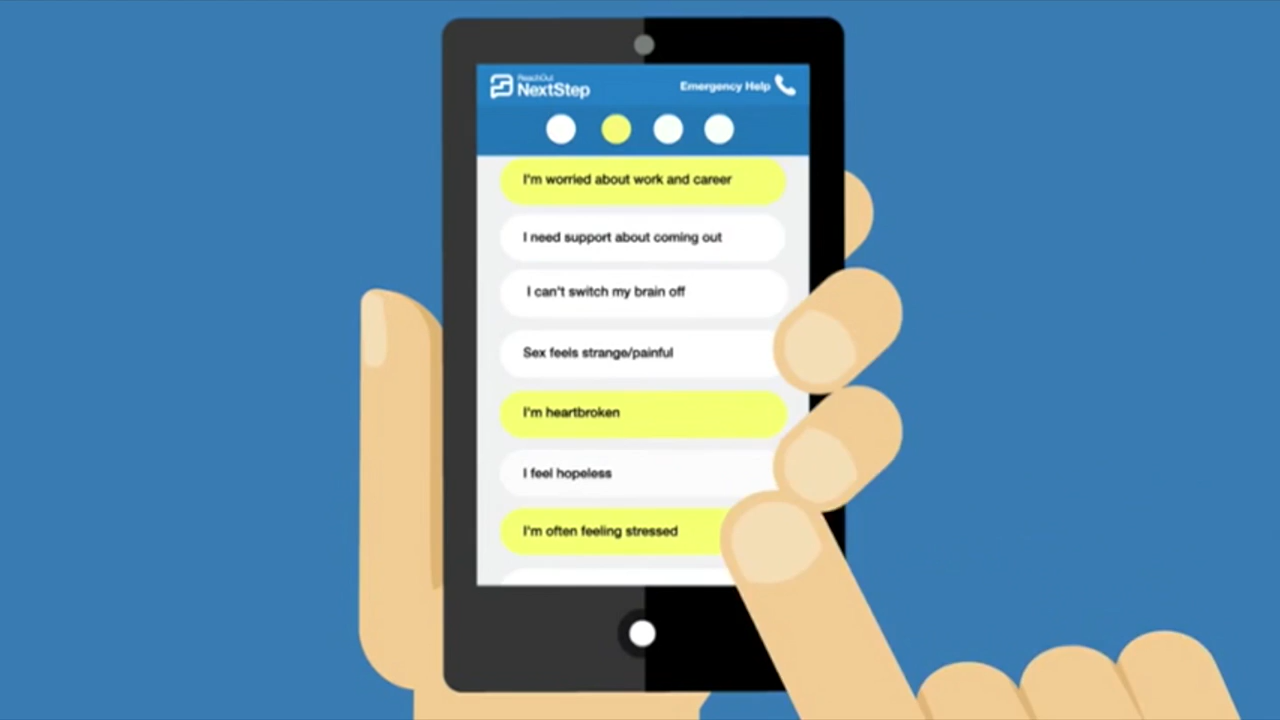 ReachOut
NextStep
Emergency Help
I'm worried about work and career
I need support about coming out
I can't switch my brain off
Sex feels strange/painful
I'm heartbroken
I feel hopeless
I'm often feeling stressed